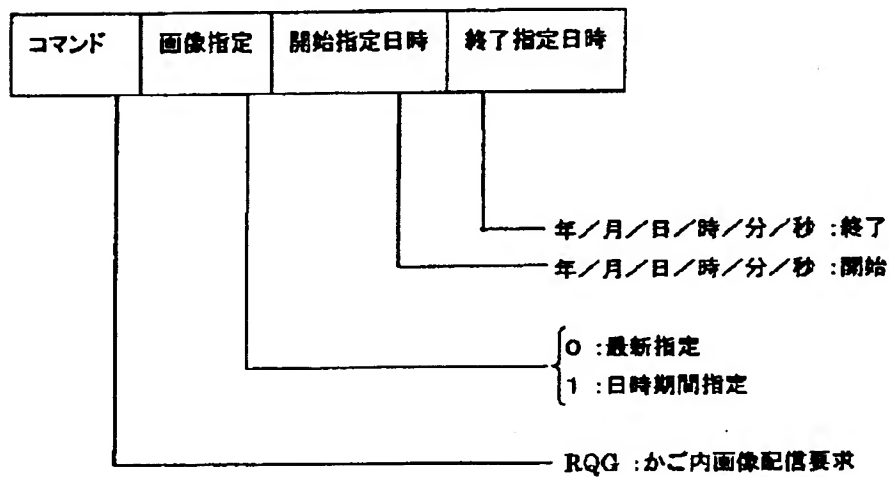 コマンド 画像指定 開始指定日時 終了指定日時
年／月／日／時／分／秒 :終了
年／月／日／時／分／秒 :開始
0 :最新指定
1 :日時期間指定
RQG :かご内画像配信要求